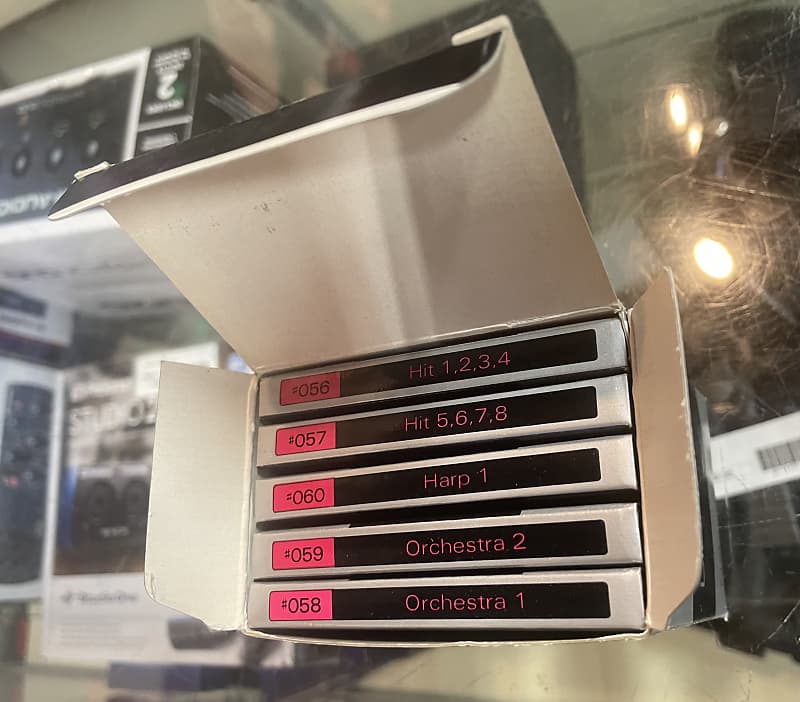 #056 Hit 1,2,3,4
#057 Hit 5,6,7,8
#060 Harp 1
#059 Orchestra 2
#058 Orchestra 1